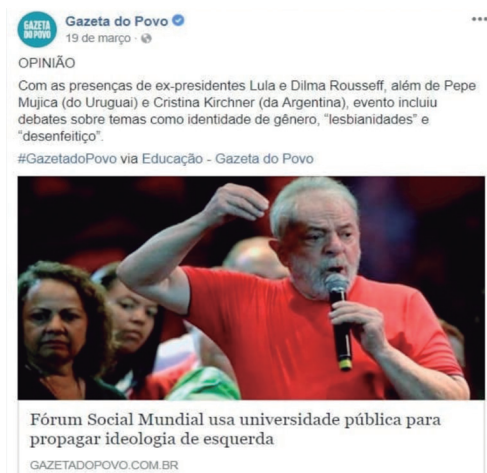 GAZETA
DO POVO
Gazeta do Povo
19 de março
OPINIÃO
Com as presenças de ex-presidentes Lula e Dilma Rousseff, além de Pepe
Mujica (do Uruguai) e Cristina Kirchner (da Argentina), evento incluiu
debates sobre temas como identidade de gênero, "lesbianidades" e
"desenfeitiço".
#GazetadoPovo via Educação - Gazeta do Povo
Fórum Social Mundial usa universidade pública para
propagar ideologia de esquerda
GAZETADOPOVO.COM.BR